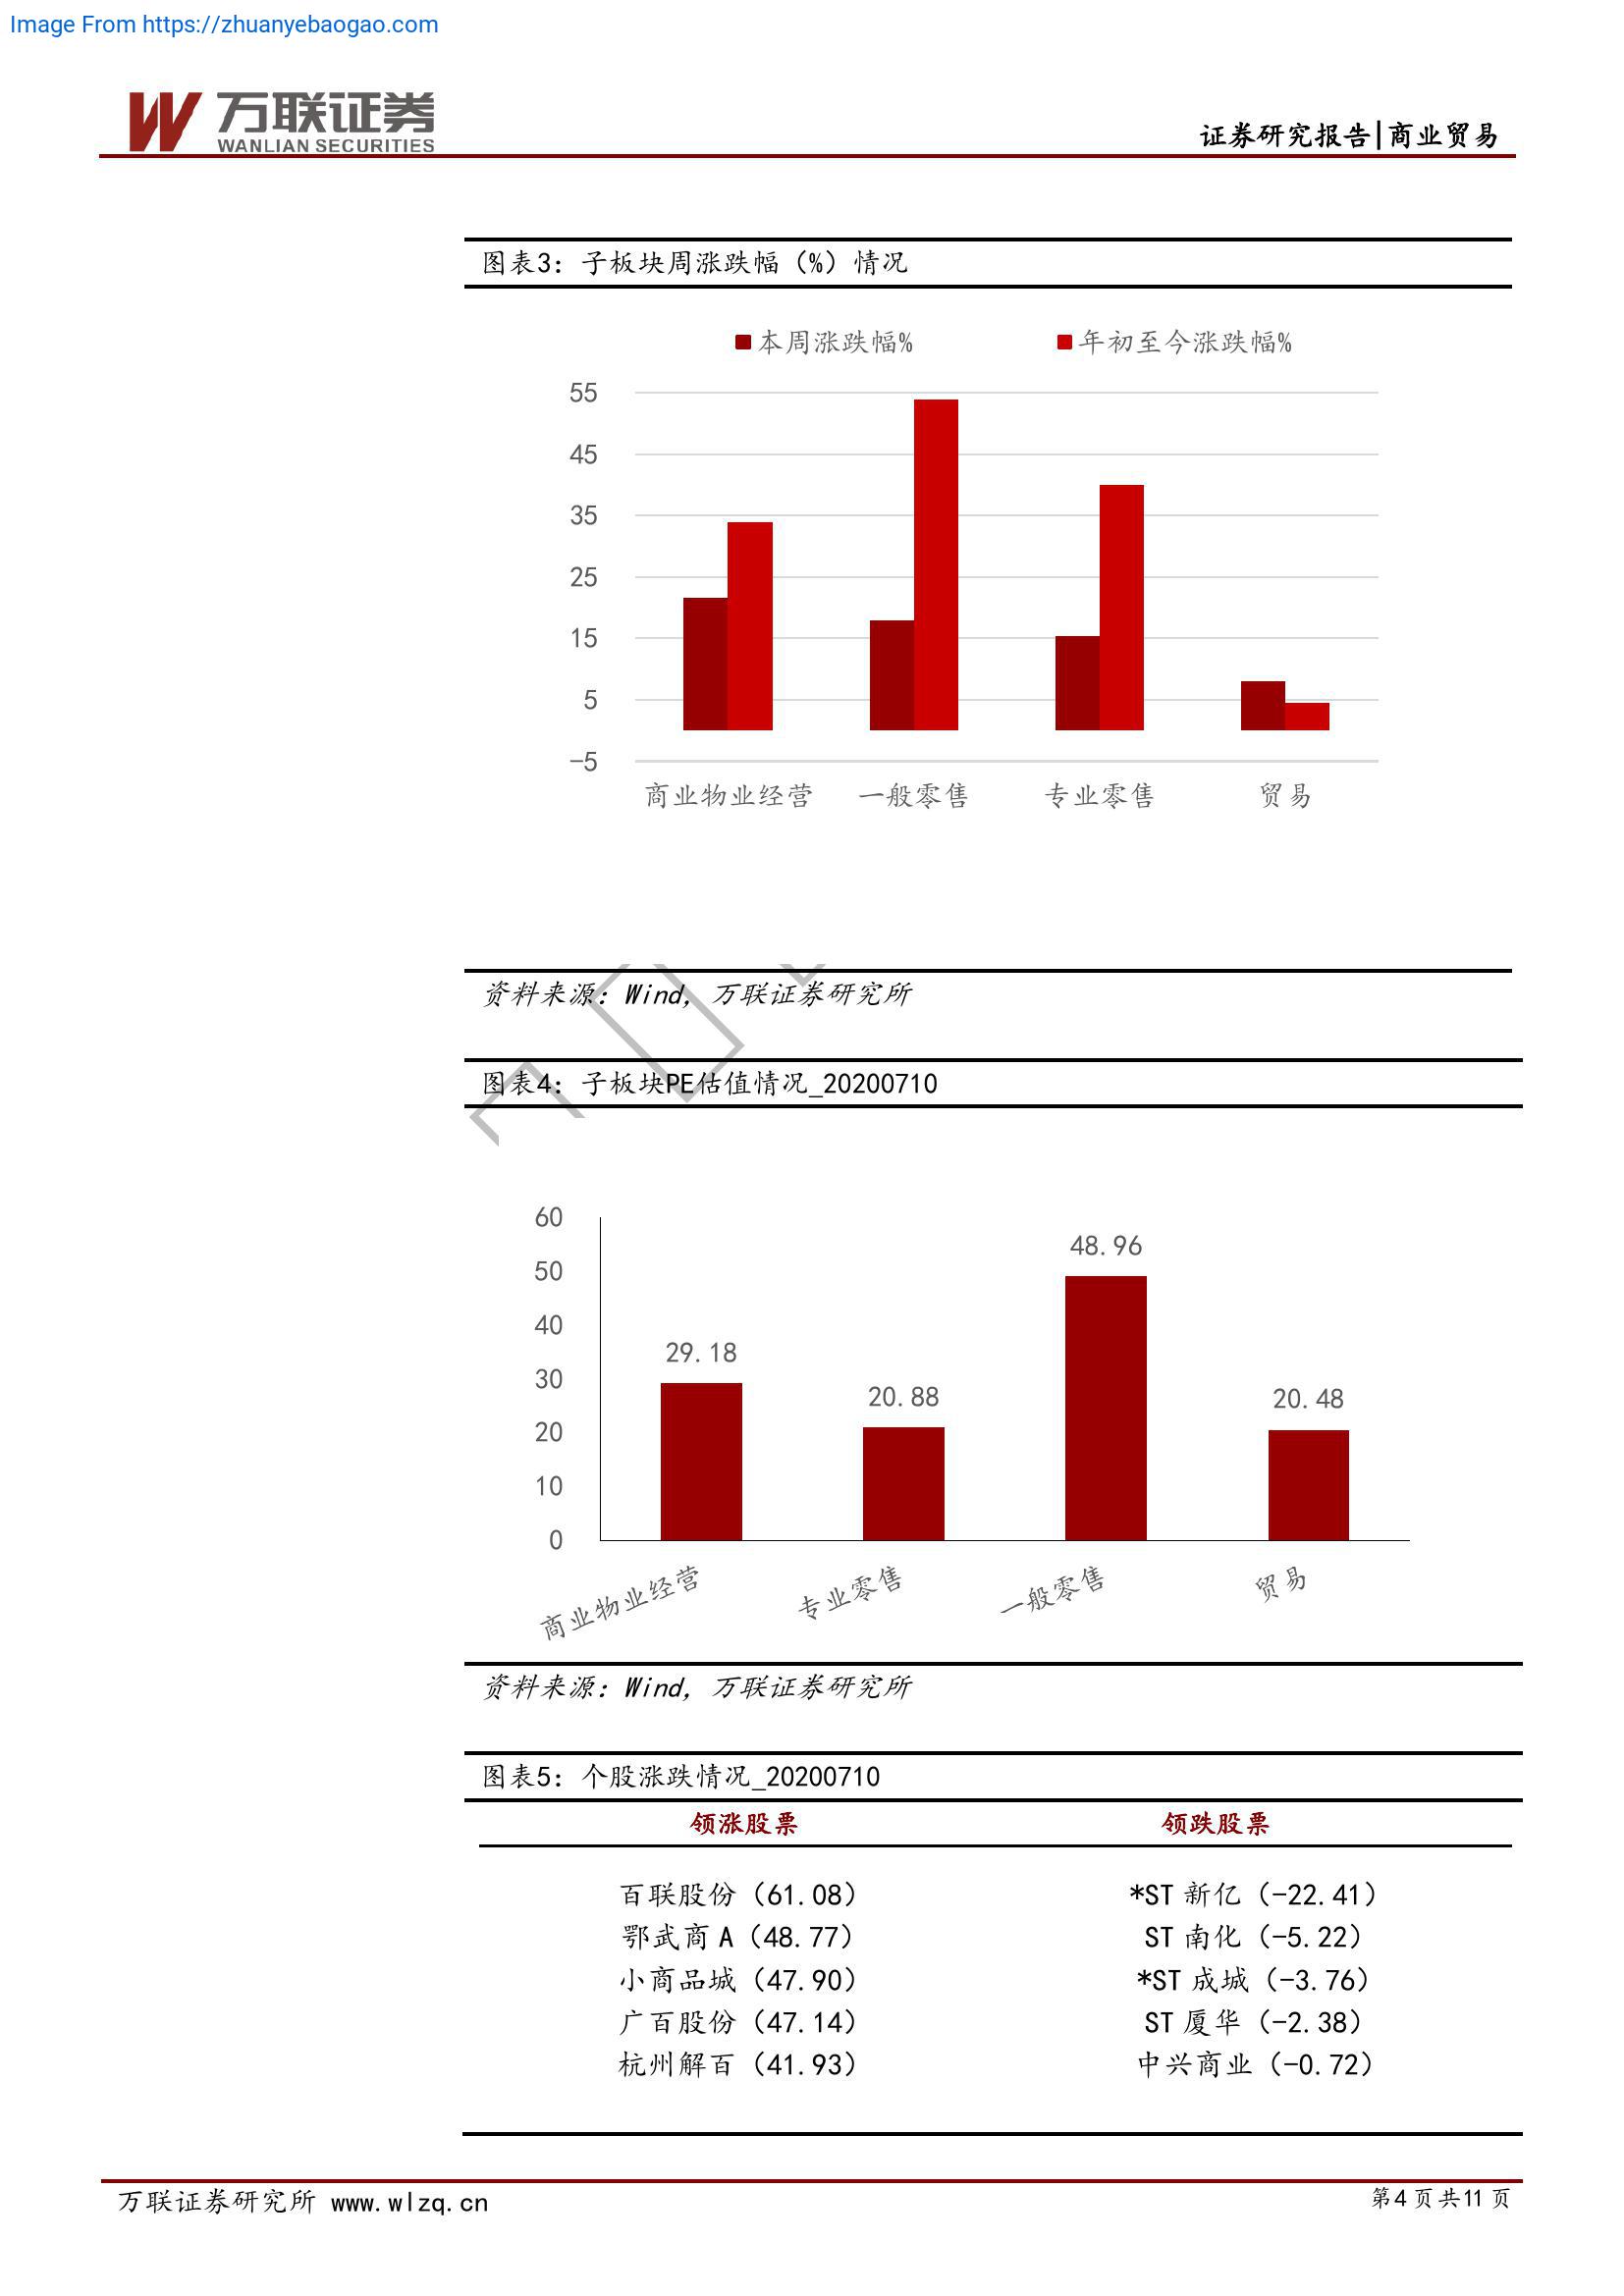 Image From https://zhuanyebaogao.com
万联证券
WANLIAN SECURITIES
证券研究报告|商业贸易
图表3：子板块周涨跌幅（%）情况
本周涨跌幅% 年初至今涨跌幅%
55
45
35
25
15
5
-5
商业物业经营 一般零售 专业零售 贸易
资料来源：Wind，万联证券研究所
图表4：子板块PE估值情况_20200710
60
50
40
30
20
10
0
29.18 20.88 48.96 20.48
商业物业经营 专业零售 一般零售 贸易
资料来源：Wind，万联证券研究所
图表5：个股涨跌情况_20200710
领涨股票 领跌股票
百联股份（61.08） *ST 新亿（-22.41）
鄂武商 A（48.77） ST 南化（-5.22）
小商品城（47.90） *ST 成城（-3.76）
广百股份（47.14） ST 厦华（-2.38）
杭州解百（41.93） 中兴商业（-0.72）
万联证券研究所 www.wlzq.cn 第4页共11页